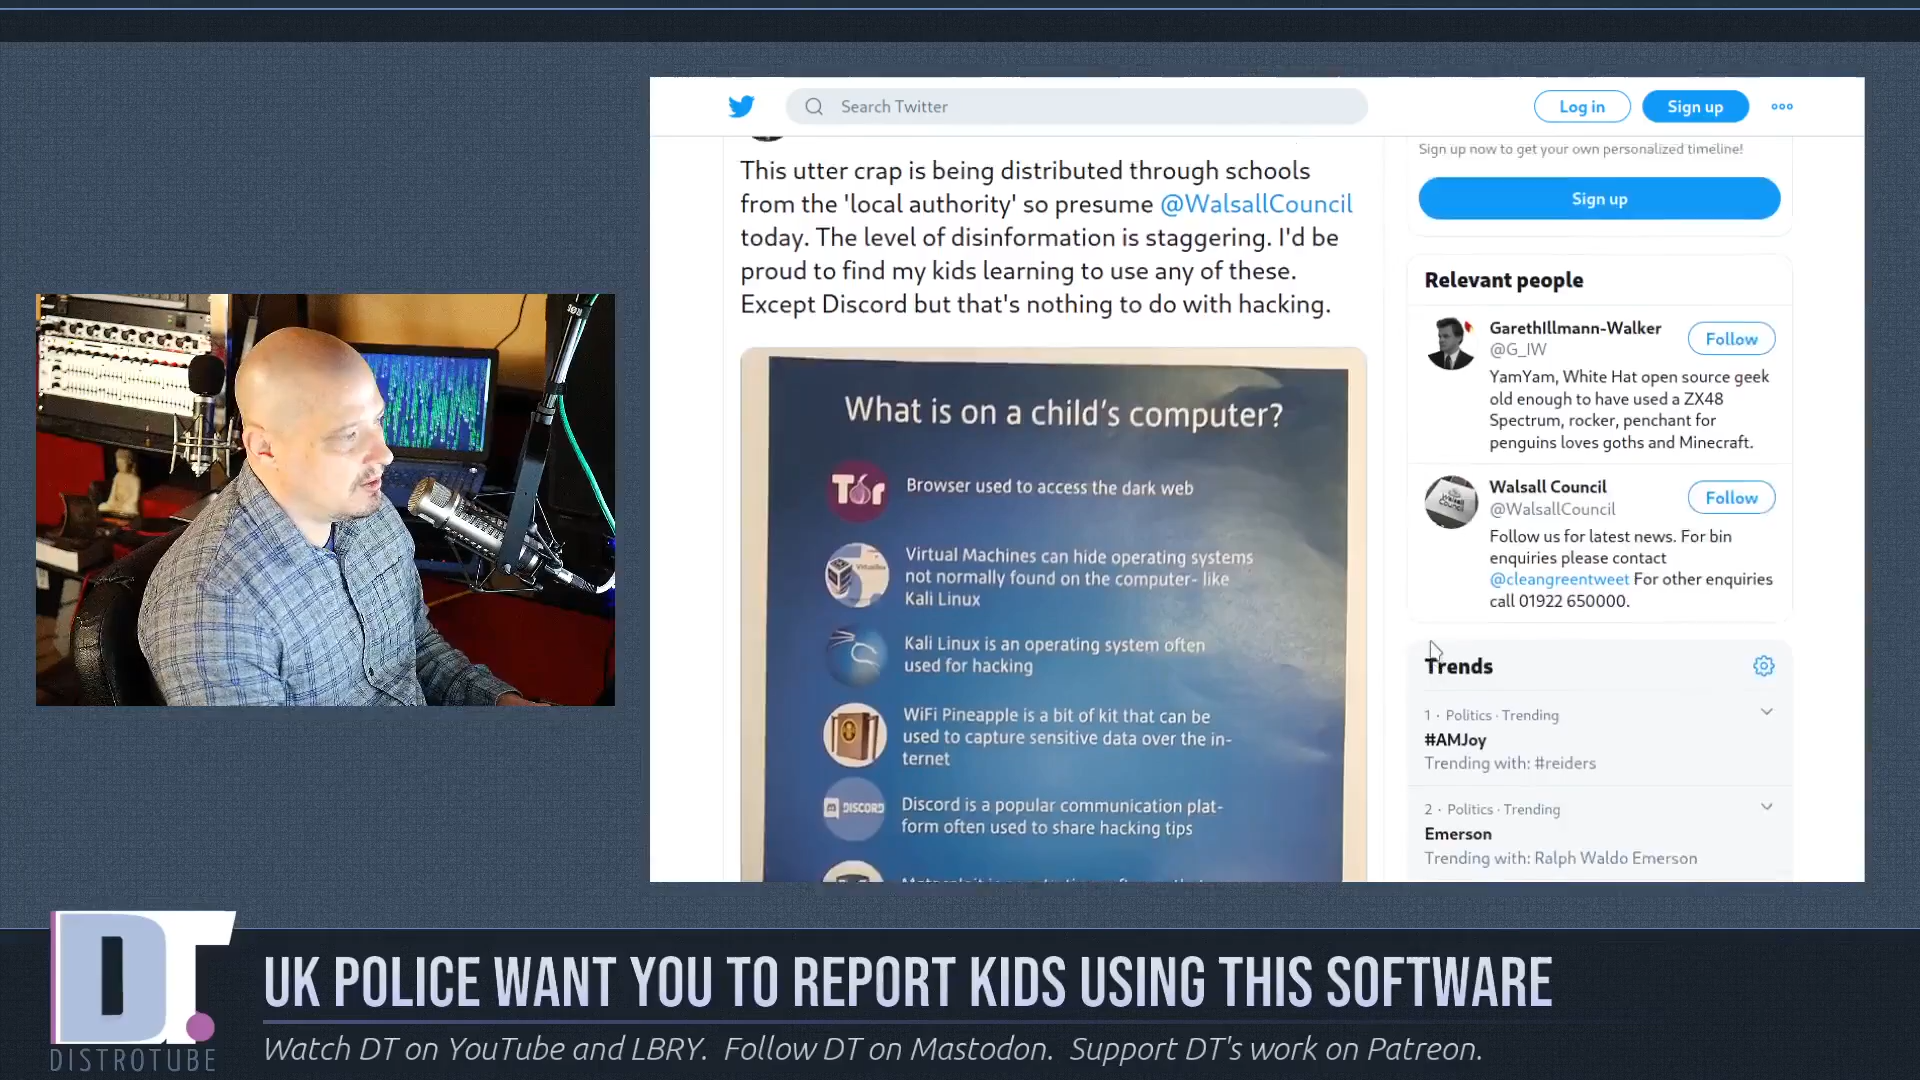 Search Twitter
Log in
Sign up
This utter crap is being distributed through schools
from the 'local authority' so presume @WalsallCouncil
today. The level of disinformation is staggering. I'd be
proud to find my kids learning to use any of these.
Except Discord but that's nothing to do with hacking.
What is on a child's computer?
Tor
Browser used to access the dark web
VirtualBox
Virtual Machines can hide operating systems
not normally found on the computer- like
Kali Linux
Kali Linux is an operating system often
used for hacking
WiFi Pineapple is a bit of kit that can be
used to capture sensitive data over the in-
ternet
DISCORD
Discord is a popular communication plat-
form often used to share hacking tips
Sign up now to get your own personalized timeline!
Sign up
Relevant people
GarethIllmann-Walker
@G_IW
Follow
YamYam, White Hat open source geek
old enough to have used a ZX48
Spectrum, rocker, penchant for
penguins loves goths and Minecraft.
Walsall Council
@WalsallCouncil
Follow
Walsall Council
Follow us for latest news. For bin
enquiries please contact
@cleangreentweet For other enquiries
call 01922 650000.
Trends
1 · Politics · Trending
#AMJoy
Trending with: #reiders
2 · Politics · Trending
Emerson
Trending with: Ralph Waldo Emerson
DT
DISTROTUBE
UK POLICE WANT YOU TO REPORT KIDS USING THIS SOFTWARE
Watch DT on YouTube and LBRY. Follow DT on Mastodon. Support DT's work on Patreon.